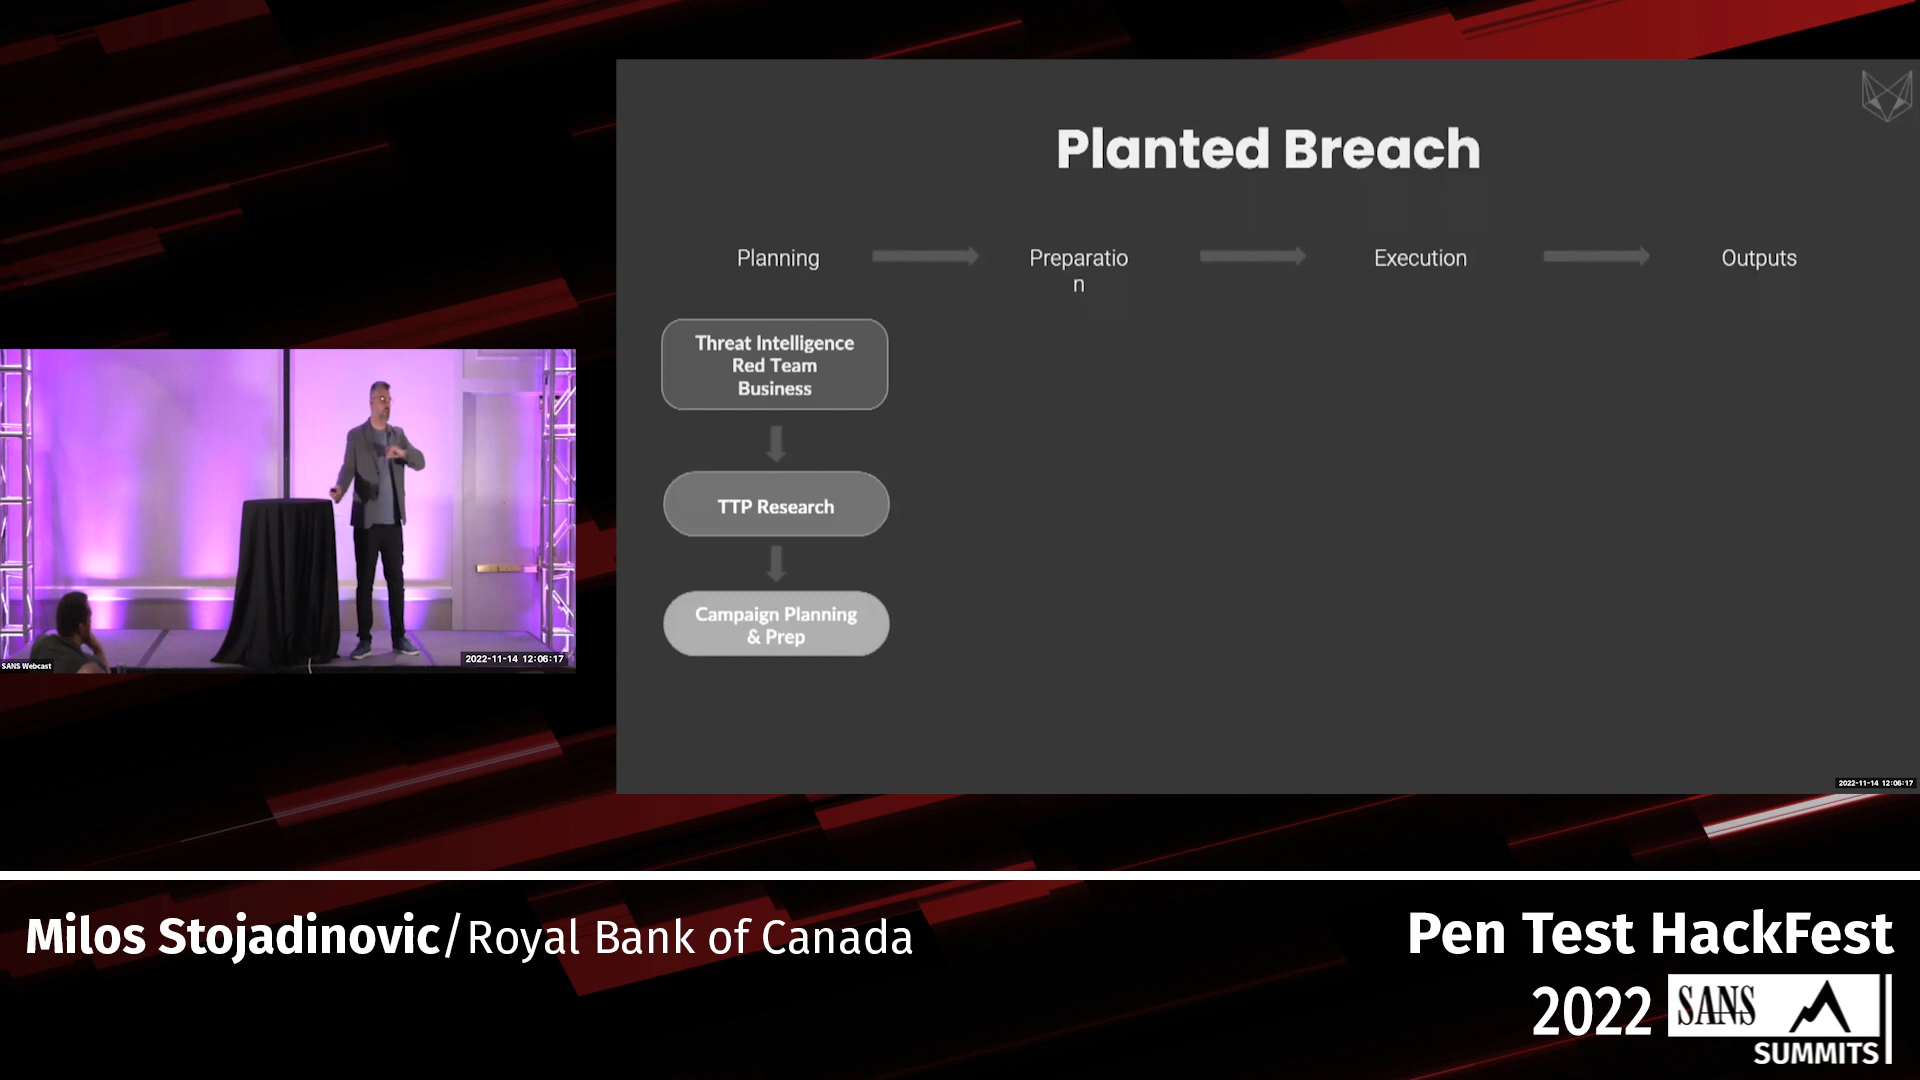 Planted Breach
Planning
Preparatio
n
Execution
Outputs
Threat Intelligence
Red Team
Business
TTP Research
Campaign Planning
& Prep
SANS Webcast
2022-11-14 12:06:17
2022-11-14 12:06:17
Milos Stojadinovic/Royal Bank of Canada
Pen Test HackFest
2022
SANS
SUMMITS